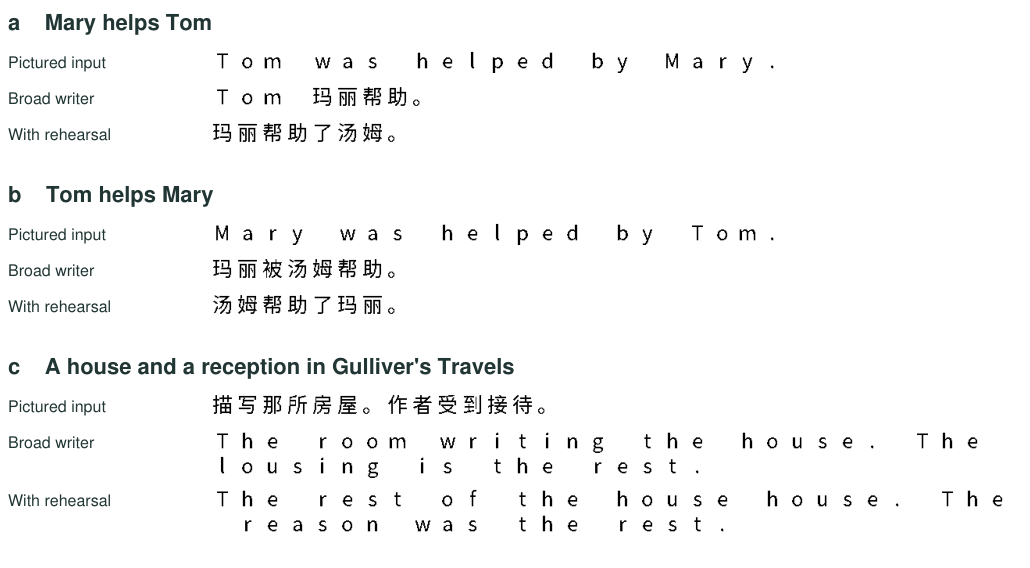 a Mary helps Tom
Pictured input Tom was helped by Mary.
Broad writer Tom 玛丽帮助。
With rehearsal 玛丽帮助了汤姆。
b Tom helps Mary
Pictured input Mary was helped by Tom.
Broad writer 玛丽被汤姆帮助。
With rehearsal 汤姆帮助了玛丽。
c A house and a reception in Gulliver's Travels
Pictured input 描写那所房屋。作者受到接待。
Broad writer The room writing the house. The
lousing is the rest.
With rehearsal The rest of the house house. The
reason was the rest.